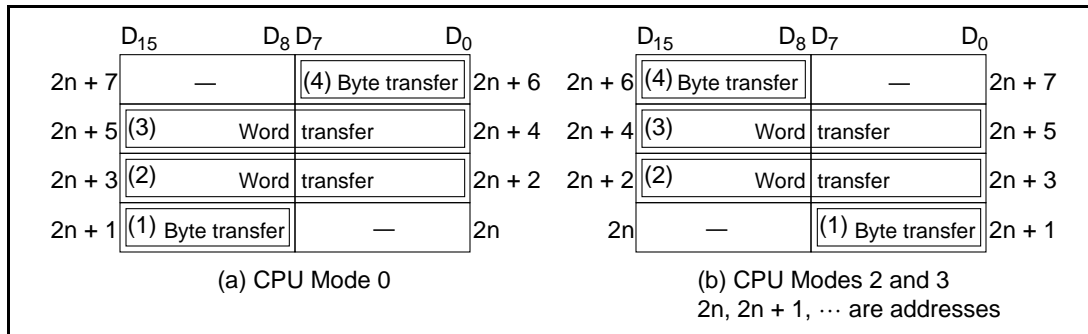 D15 D8 D7 D0
2n + 7 — (4) Byte transfer 2n + 6
2n + 5 (3) Word transfer 2n + 4
2n + 3 (2) Word transfer 2n + 2
2n + 1 (1) Byte transfer — 2n
(a) CPU Mode 0
D15 D8 D7 D0
2n + 6 (4) Byte transfer — 2n + 7
2n + 4 (3) Word transfer 2n + 5
2n + 2 (2) Word transfer 2n + 3
2n — (1) Byte transfer 2n + 1
(b) CPU Modes 2 and 3
2n, 2n + 1, ··· are addresses